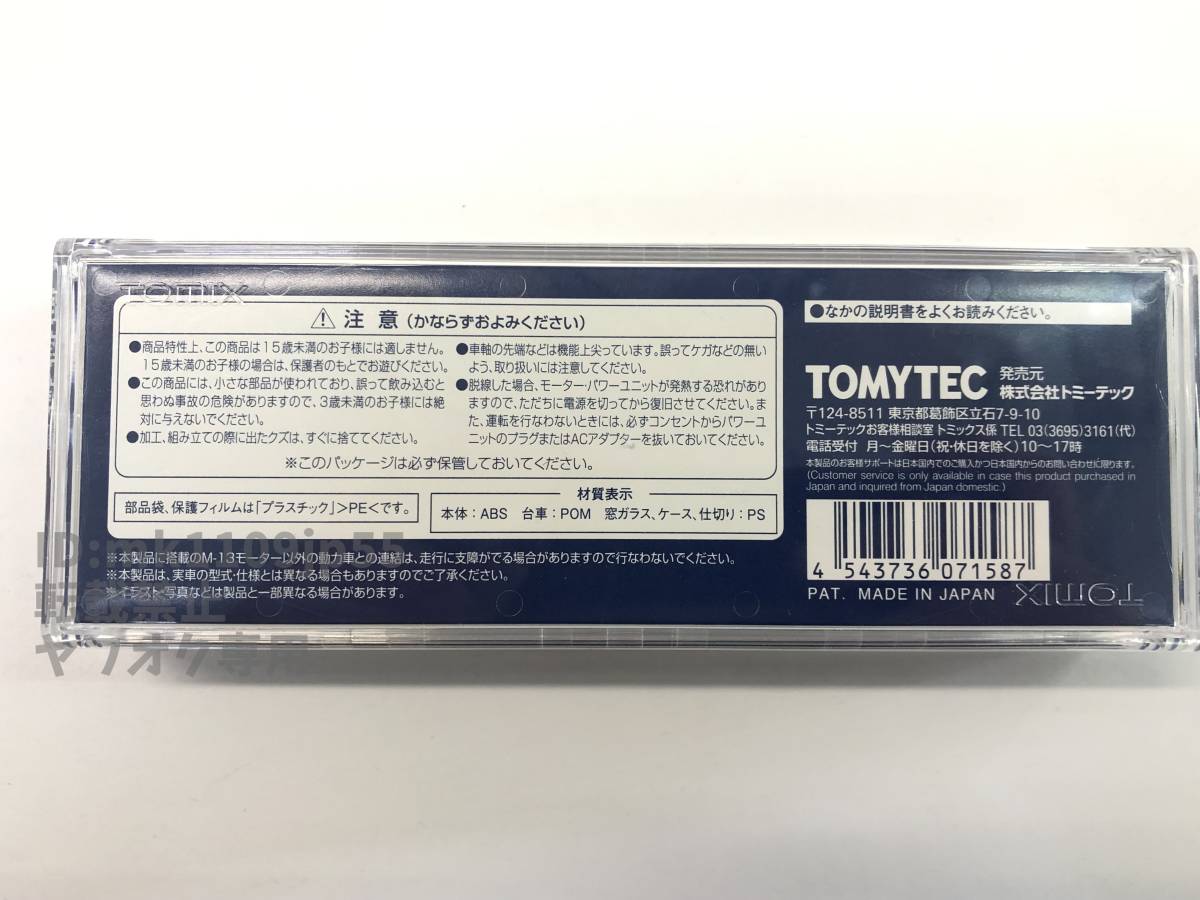 TOMIX
⚠ 注意（かならずおよみください）
●商品特性上、この商品は15歳未満のお子様には適しません。
15歳未満のお子様の場合は、保護者のもとでお遊びください。
●この商品には、小さな部品が使われており、誤って飲み込むと
思わぬ事故の危険がありますので、3歳未満のお子様には絶
対に与えないでください。
●加工、組み立ての際に出たクズは、すぐに捨ててください。
●車軸の先端などは機能上尖っています。誤ってケガなどの無い
よう、取り扱いには注意してください。
●脱線した場合、モーター・パワーユニットが発熱する恐れがあり
ますので、ただちに電源を切ってから復旧させてください。ま
た、運転を行なわないときには、必ずコンセントからパワーユ
ニットのプラグまたはACアダプターを抜いておいてください。
※このパッケージは必ず保管しておいてください。
部品袋、保護フィルムは「プラスチック」>PE<です。
材質表示
本体：ABS 台車：POM 窓ガラス、ケース、仕切り：PS
※本製品に搭載のM-13モーター以外の動力車との連結は、走行に支障がでる場合がありますので行なわないでください。
※本製品は、実車の型式・仕様とは異なる場合もありますのでご了承ください。
※イラスト・写真などは製品と一部異なる場合があります。
●なかの説明書をよくお読みください。
TOMYTEC 発売元
株式会社トミーテック
〒124-8511 東京都葛飾区立石7-9-10
トミーテックお客様相談室 トミックス係 TEL 03(3695)3161(代)
電話受付 月〜金曜日(祝・休日を除く)10〜17時
本製品のお客様サポートは日本国内でのご購入かつ日本国内からのお問い合わせに限ります。
(Customer service is only available in case this product purchased in
Japan and inquired from Japan domestic.)
4 543736 071587
PAT. MADE IN JAPAN
TOMIX
転載禁止
ヤフオク専用